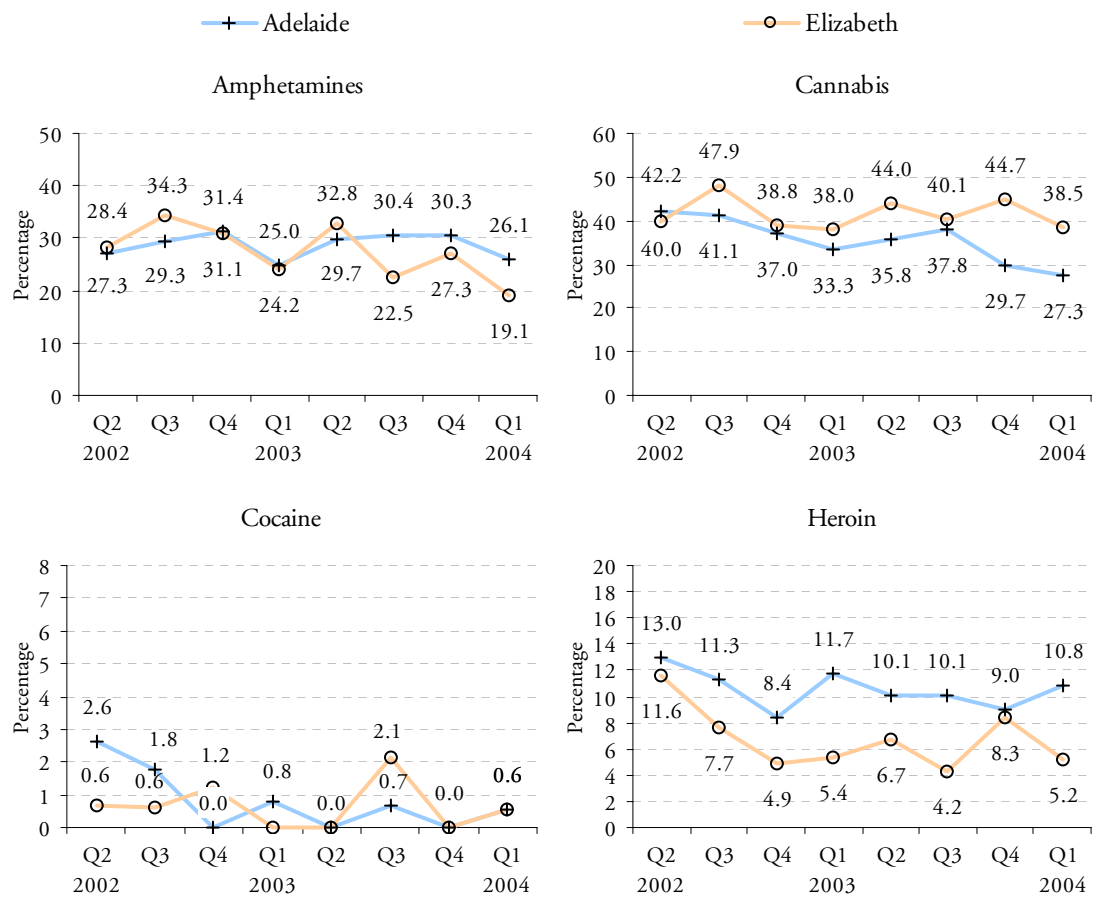 Adelaide Elizabeth
Amphetamines
50
40
30
20
10
0
Percentage
28.4 34.3 31.4 25.0 32.8 30.4 30.3 26.1
27.3 29.3 31.1 24.2 29.7 22.5 27.3 19.1
Q2 Q3 Q4 Q1 Q2 Q3 Q4 Q1
2002 2003 2004
Cannabis
60
50
40
30
20
10
0
Percentage
42.2 47.9 38.8 38.0 44.0 40.1 44.7 38.5
40.0 41.1 37.0 33.3 35.8 37.8 29.7 27.3
Q2 Q3 Q4 Q1 Q2 Q3 Q4 Q1
2002 2003 2004
Cocaine
8
7
6
5
4
3
2
1
0
Percentage
2.6 1.8 1.2 0.8 0.0 2.1 0.0 0.6
0.6 0.6 0.0 0.7
Q2 Q3 Q4 Q1 Q2 Q3 Q4 Q1
2002 2003 2004
Heroin
20
18
16
14
12
10
8
6
4
2
0
Percentage
13.0 11.3 8.4 11.7 10.1 10.1 9.0 10.8
11.6 7.7 4.9 5.4 6.7 4.2 8.3 5.2
Q2 Q3 Q4 Q1 Q2 Q3 Q4 Q1
2002 2003 2004